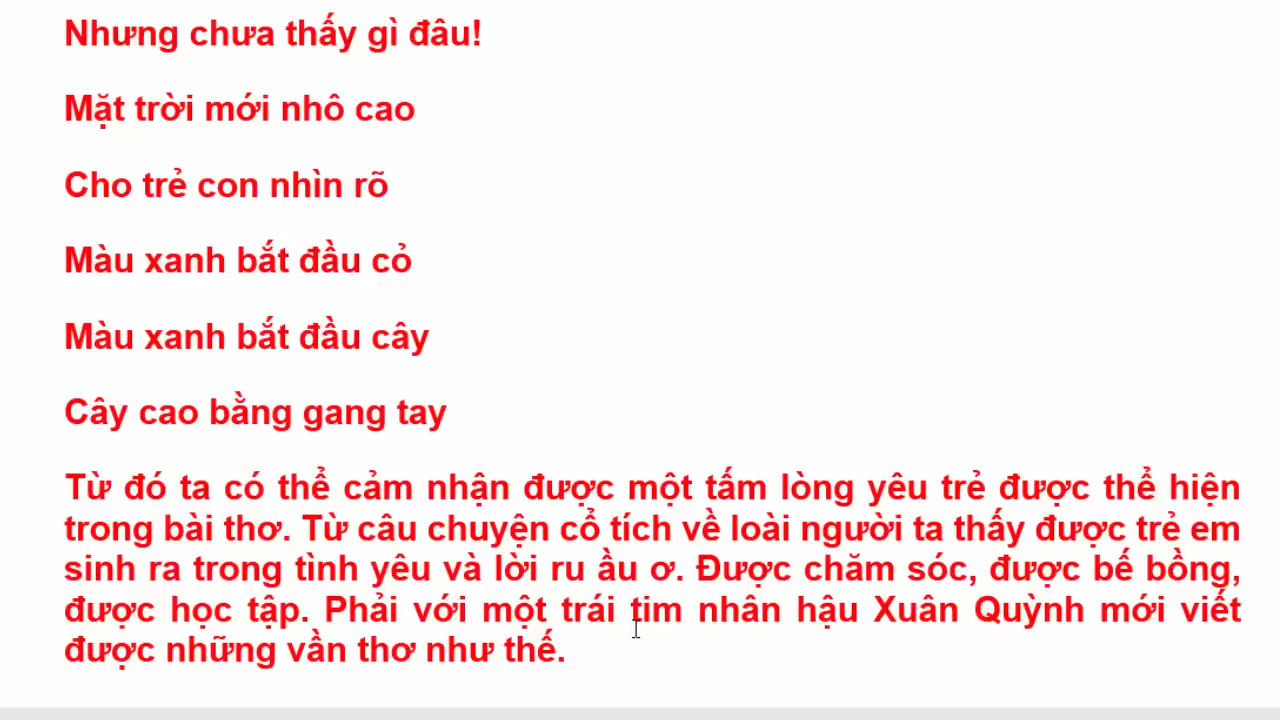 Nhưng chưa thấy gì đâu!
Mặt trời mới nhô cao
Cho trẻ con nhìn rõ
Màu xanh bắt đầu cỏ
Màu xanh bắt đầu cây
Cây cao bằng gang tay
Từ đó ta có thể cảm nhận được một tấm lòng yêu trẻ được thể hiện
trong bài thơ. Từ câu chuyện cổ tích về loài người ta thấy được trẻ em
sinh ra trong tình yêu và lời ru ầu ơ. Được chăm sóc, được bế bồng,
được học tập. Phải với một trái tim nhân hậu Xuân Quỳnh mới viết
được những vần thơ như thế.